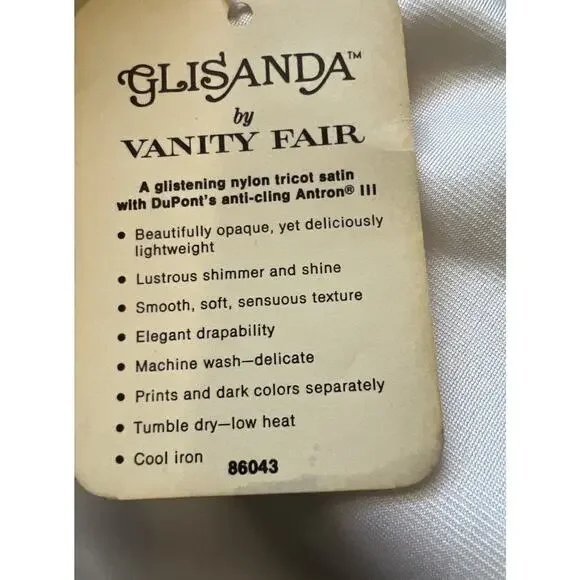 GLISANDA™
by
VANITY FAIR
A glistening nylon tricot satin
with DuPont's anti-cling Antron® III
• Beautifully opaque, yet deliciously
lightweight
• Lustrous shimmer and shine
• Smooth, soft, sensuous texture
• Elegant drapability
• Machine wash—delicate
• Prints and dark colors separately
• Tumble dry—low heat
• Cool iron
86043